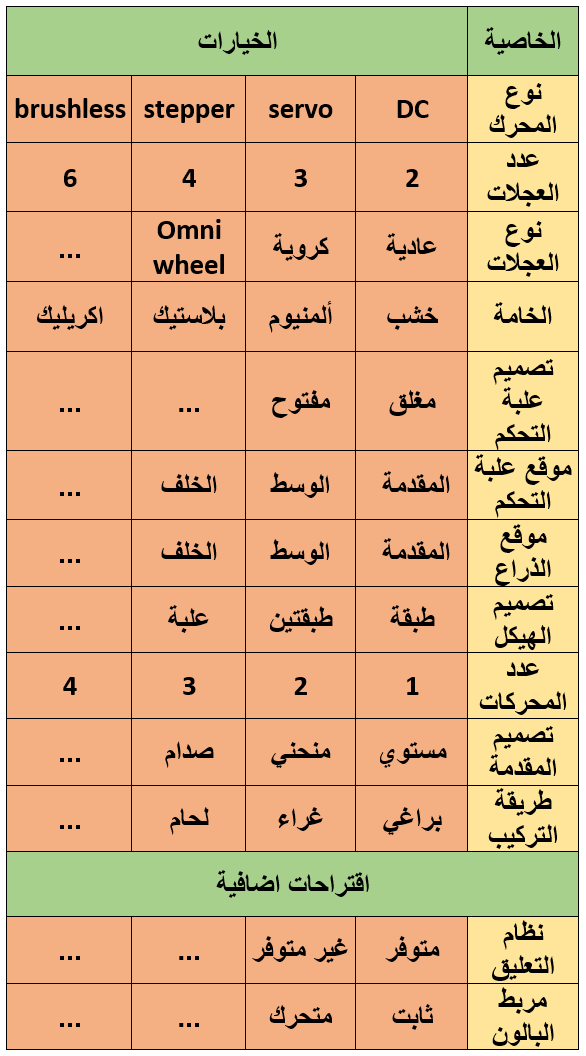 الخاصية الخيارات
نوع المحرك DC servo stepper brushless
عدد العجلات 2 3 4 6
نوع العجلات عادية كروية Omni wheel ...
الخامة خشب ألمنيوم بلاستيك اكريليك
تصميم علبة التحكم مغلق مفتوح ... ...
موقع علبة التحكم المقدمة الوسط الخلف ...
موقع الذراع المقدمة الوسط الخلف ...
تصميم الهيكل طبقة طبقتين علبة ...
عدد المحركات 1 2 3 4
تصميم المقدمة مستوي منحني صدام ...
طريقة التركيب براغي غراء لحام ...
اقتراحات اضافية
نظام التعليق متوفر غير متوفر ... ...
مربط البالون ثابت متحرك ... ...